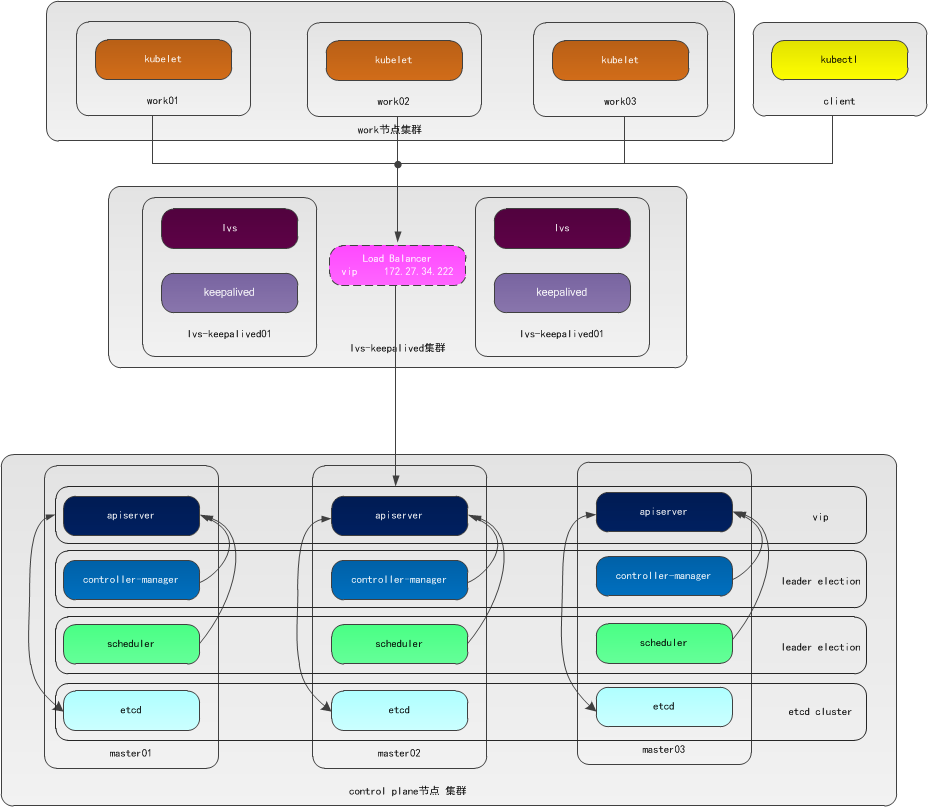 kubelet
kubelet
kubelet
kubectl
work01
work02
work03
client
work节点集群
lvs
lvs
Load Balancer
vip 172.27.34.222
keepalived
keepalived
lvs-keepalived01
lvs-keepalived01
lvs-keepalived集群
apiserver
apiserver
apiserver
vip
controller-manager
controller-manager
controller-manager
leader election
scheduler
scheduler
scheduler
leader election
etcd
etcd
etcd
etcd cluster
master01
master02
master03
control plane节点 集群